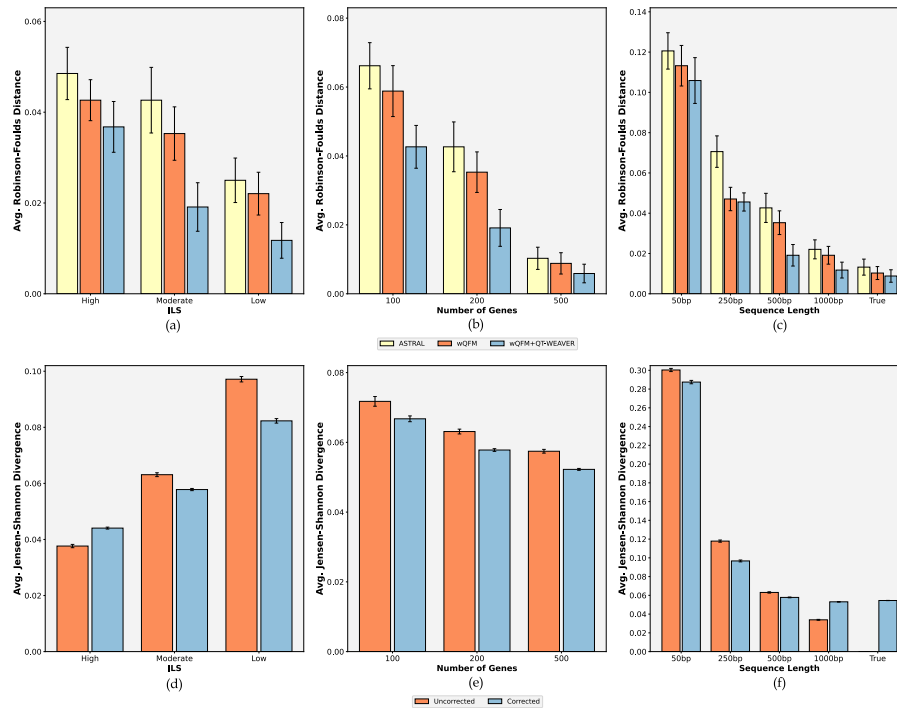 0.06
0.04
0.02
0.00
Avg. Robinson-Foulds Distance
High Moderate Low
ILS
(a)
0.08
0.06
0.04
0.02
0.00
Avg. Robinson-Foulds Distance
100 200 500
Number of Genes
(b)
0.14
0.12
0.10
0.08
0.06
0.04
0.02
0.00
Avg. Robinson-Foulds Distance
50bp 250bp 500bp 1000bp True
Sequence Length
(c)
ASTRAL wQFM wQFM+QT-WEAVER
0.10
0.08
0.06
0.04
0.02
0.00
Avg. Jensen-Shannon Divergence
High Moderate Low
ILS
(d)
0.08
0.06
0.04
0.02
0.00
Avg. Jensen-Shannon Divergence
100 200 500
Number of Genes
(e)
0.30
0.28
0.26
0.24
0.22
0.20
0.18
0.16
0.14
0.12
0.10
0.08
0.06
0.04
0.02
0.00
Avg. Jensen-Shannon Divergence
50bp 250bp 500bp 1000bp True
Sequence Length
(f)
Uncorrected Corrected